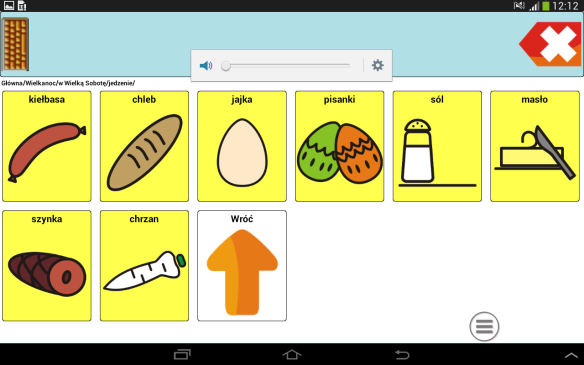 12:12
Główna/Wielkanoc/w Wielką Sobotę/jedzenie/
kiełbasa
chleb
jajka
pisanki
sól
masło
szynka
chrzan
Wróć